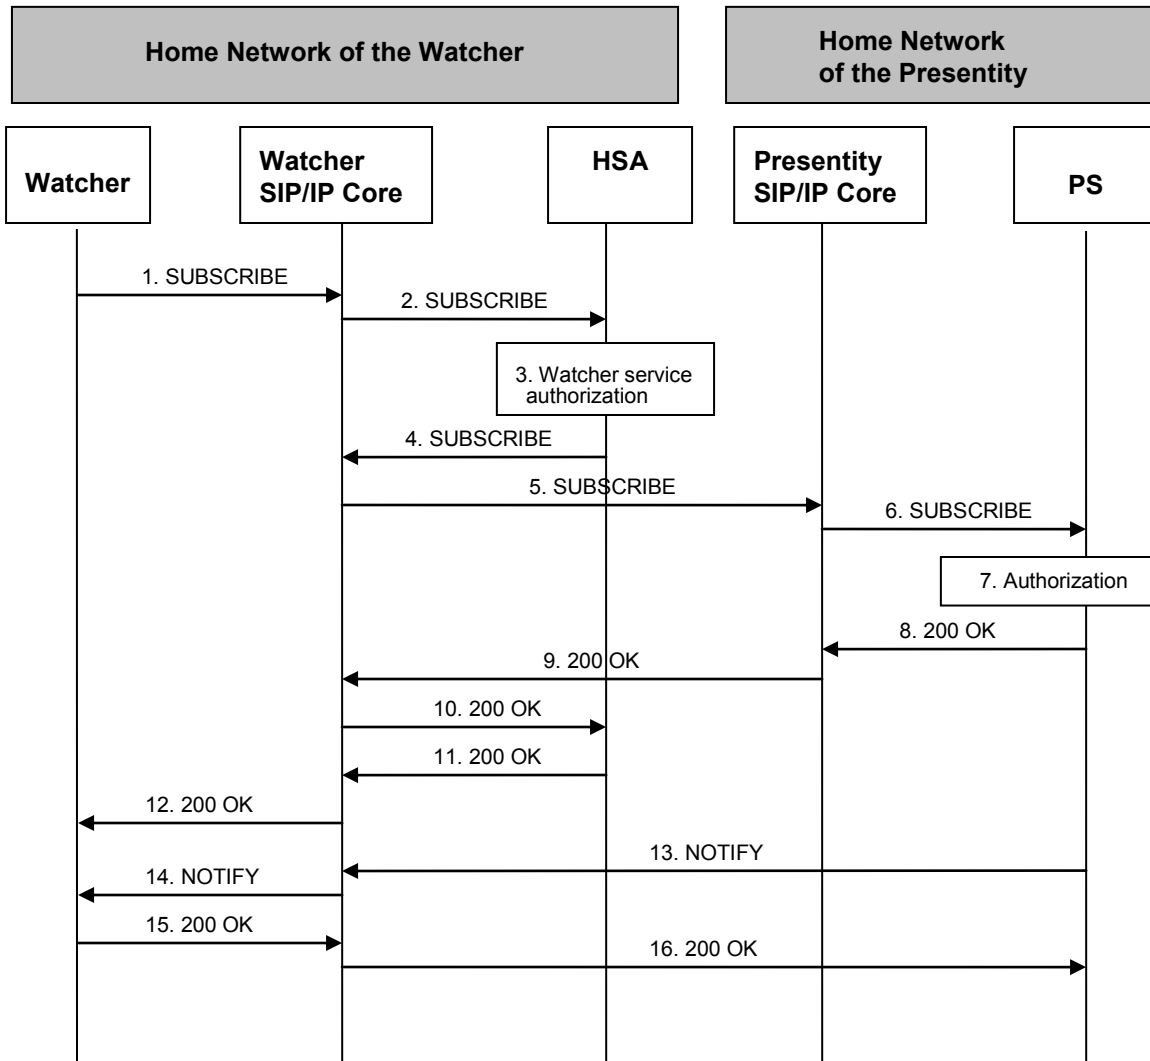 Home Network of the Watcher
Home Network
of the Presentity
Watcher
Watcher
SIP/IP Core
HSA
Presentity
SIP/IP Core
PS
1. SUBSCRIBE
2. SUBSCRIBE
3. Watcher service
authorization
4. SUBSCRIBE
5. SUBSCRIBE
6. SUBSCRIBE
7. Authorization
8. 200 OK
9. 200 OK
10. 200 OK
11. 200 OK
12. 200 OK
13. NOTIFY
14. NOTIFY
15. 200 OK
16. 200 OK